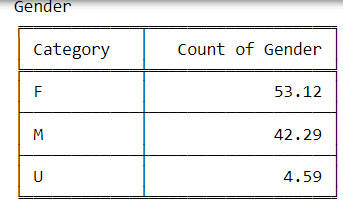 Gender
Category Count of Gender
F 53.12
M 42.29
U 4.59